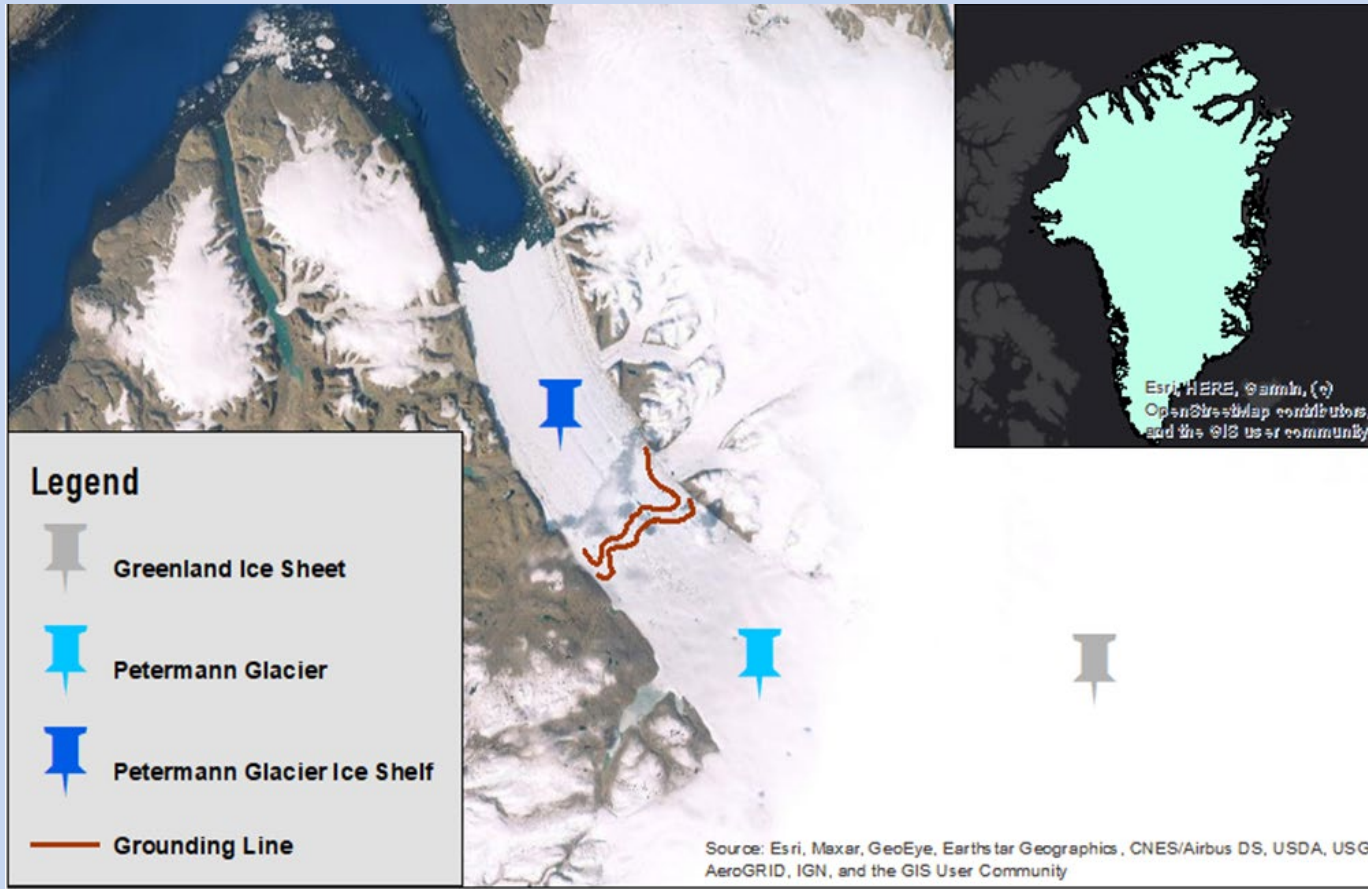 Esri, HERE, Garmin, (c)
OpenStreetMap contributors,
and the GIS user community
Legend
Greenland Ice Sheet
Petermann Glacier
Petermann Glacier Ice Shelf
Grounding Line
Source: Esri, Maxar, GeoEye, Earthstar Geographics, CNES/Airbus DS, USDA, USG
AeroGRID, IGN, and the GIS User Community